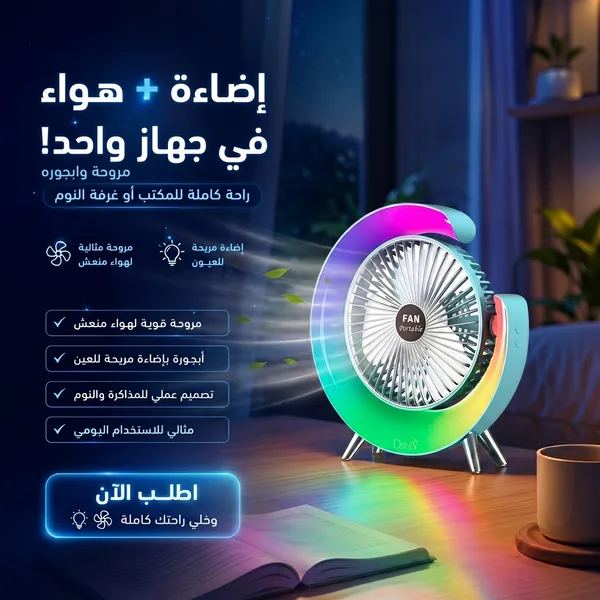 إضاءة + هواء
في جهاز واحد!
مروحة وابجوره
راحة كاملة للمكتب أو غرفة النوم
إضاءة مريحة
للعيون
مروحة مثالية
لهواء منعش
مروحة قوية لهواء منعش
أبجورة بإضاءة مريحة للعين
تصميم عملي للمذاكرة والنوم
مثالي للاستخدام اليومي
اطلب الآن
وخلي راحتك كاملة
FAN
Portable